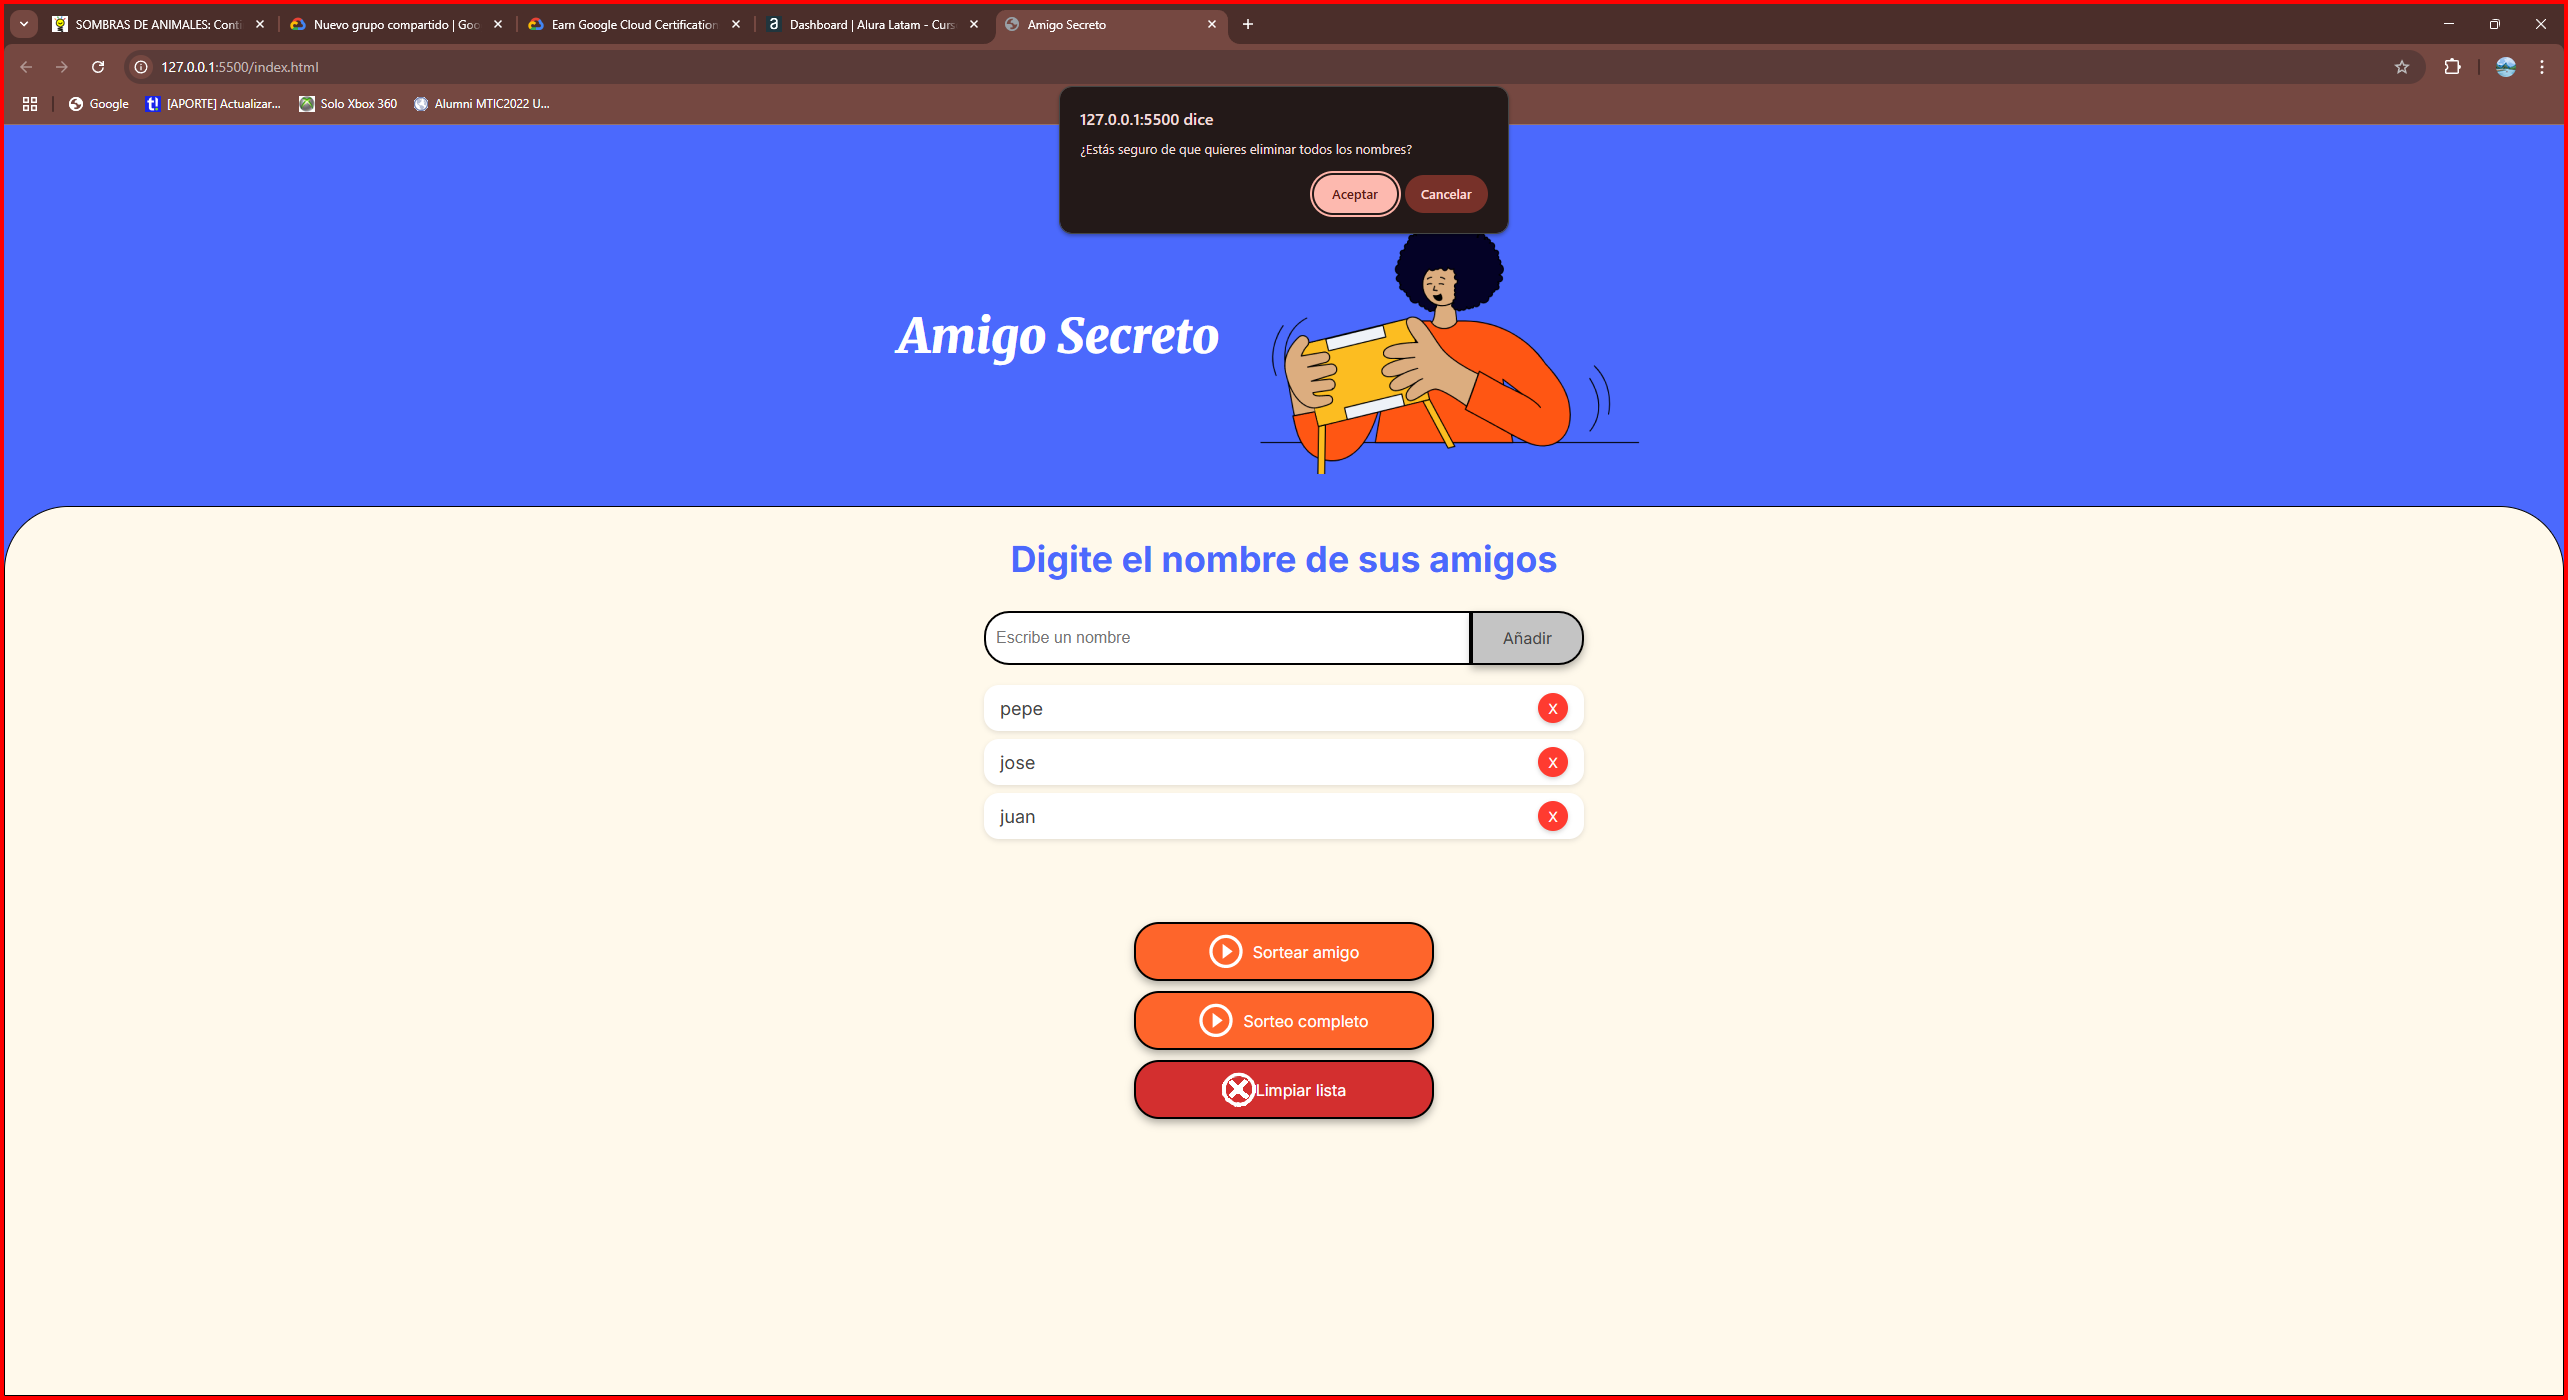 SOMBRAS DE ANIMALES: Conti
Nuevo grupo compartido | Goo
Earn Google Cloud Certification
Dashboard | Alura Latam - Curs
Amigo Secreto
127.0.0.1:5500/index.html
Google
[APORTE] Actualizar...
Solo Xbox 360
Alumni MTIC2022 U...
127.0.0.1:5500 dice
¿Estás seguro de que quieres eliminar todos los nombres?
Aceptar
Cancelar
Amigo Secreto
Digite el nombre de sus amigos
Escribe un nombre
Añadir
pepe
X
jose
X
juan
X
Sortear amigo
Sorteo completo
Limpiar lista